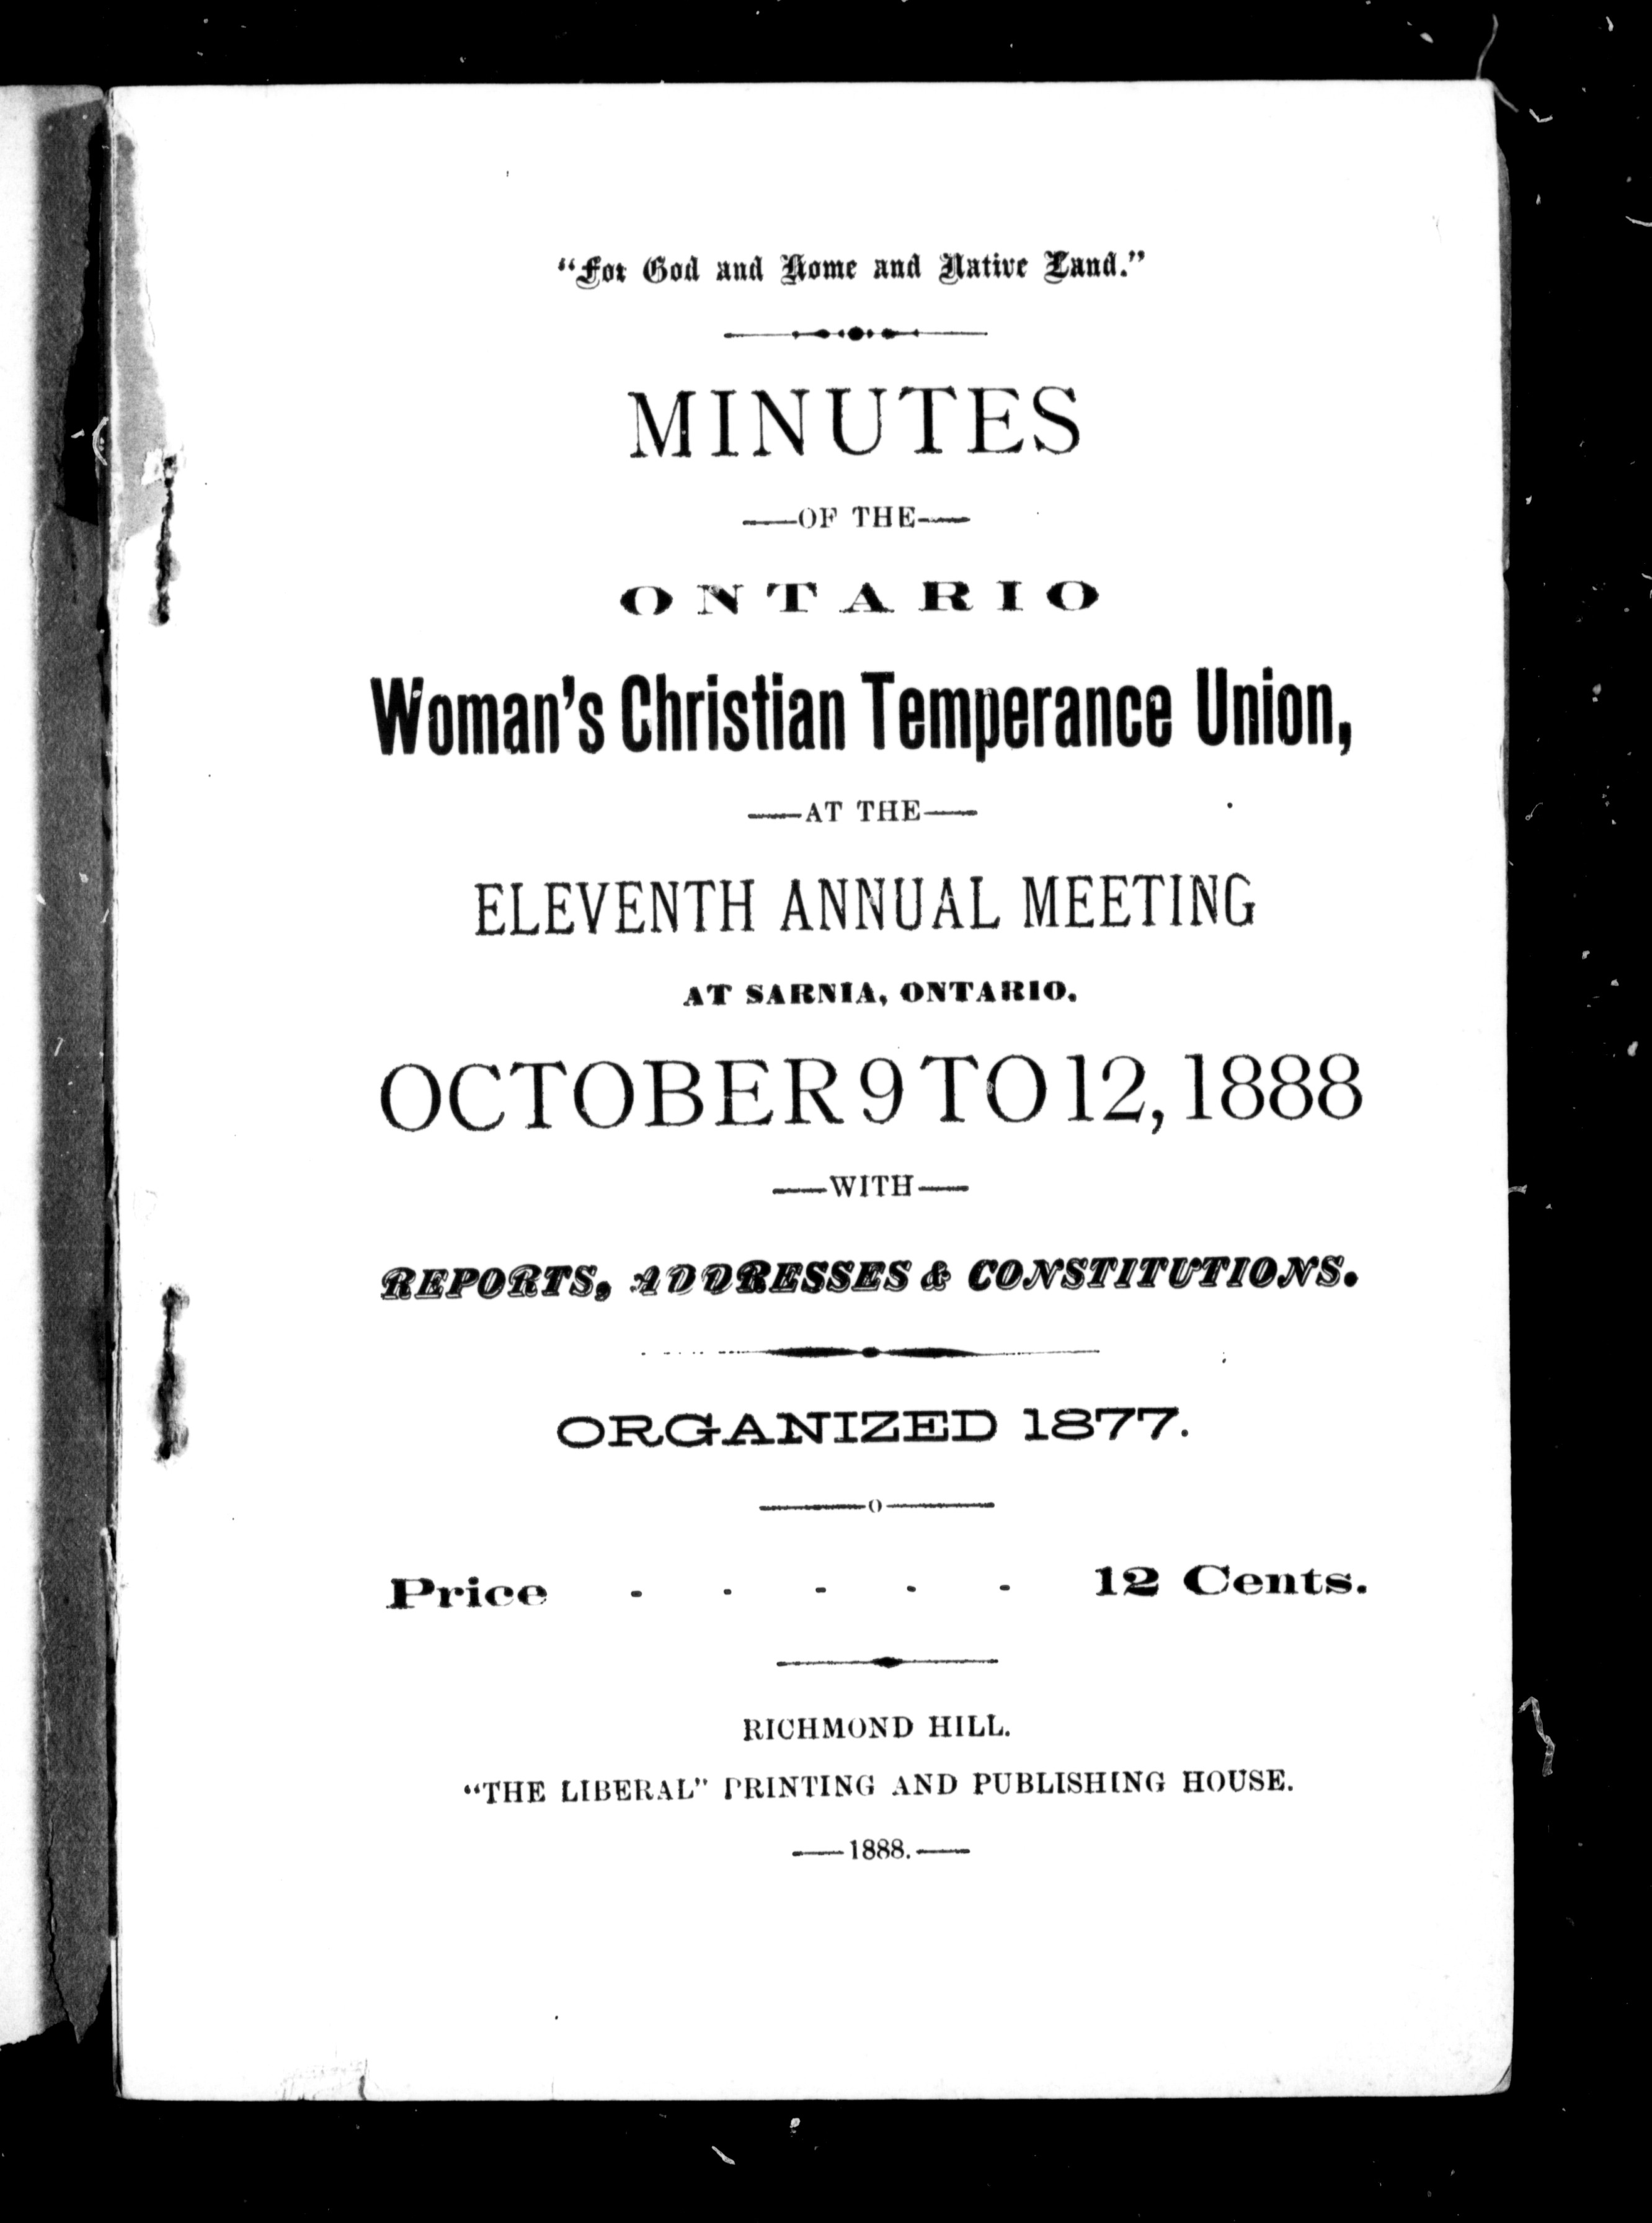 "For God and Home and Native Land."
MINUTES
—OF THE—
ONTARIO
Woman's Christian Temperance Union,
—AT THE—
ELEVENTH ANNUAL MEETING
AT SARNIA, ONTARIO.
OCTOBER 9 TO 12, 1888
—WITH—
REPORTS, ADDRESSES & CONSTITUTIONS.
ORGANIZED 1877.
—o—
Price - - - - - 12 Cents.
RICHMOND HILL.
"THE LIBERAL" PRINTING AND PUBLISHING HOUSE.
—1888.—